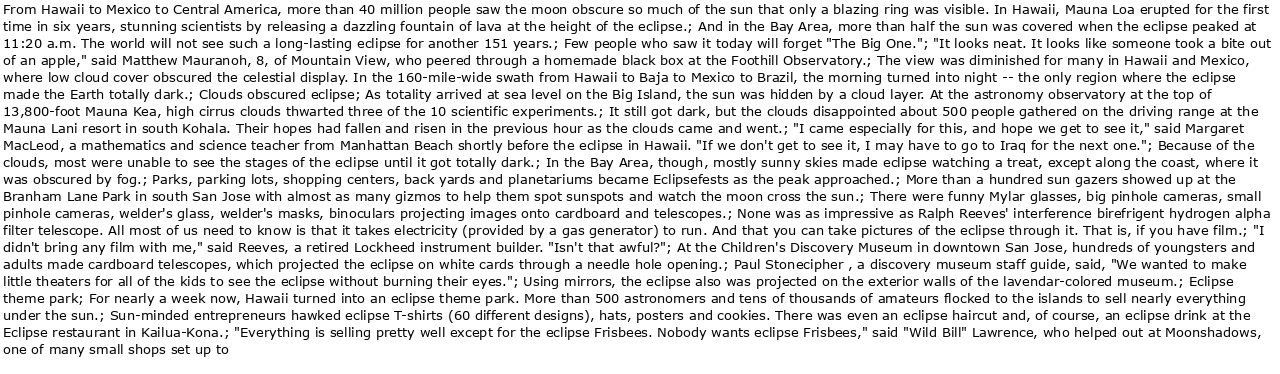 From Hawaii to Mexico to Central America, more than 40 million people saw the moon obscure so much of the sun that only a blazing ring was visible. In Hawaii, Mauna Loa erupted for the first
time in six years, stunning scientists by releasing a dazzling fountain of lava at the height of the eclipse.; And in the Bay Area, more than half the sun was covered when the eclipse peaked at
11:20 a.m. The world will not see such a long-lasting eclipse for another 151 years.; Few people who saw it today will forget "The Big One."; "It looks neat. It looks like someone took a bite out
of an apple," said Matthew Mauranoh, 8, of Mountain View, who peered through a homemade black box at the Foothill Observatory.; The view was diminished for many in Hawaii and Mexico,
where low cloud cover obscured the celestial display. In the 160-mile-wide swath from Hawaii to Baja to Mexico to Brazil, the morning turned into night -- the only region where the eclipse
made the Earth totally dark.; Clouds obscured eclipse; As totality arrived at sea level on the Big Island, the sun was hidden by a cloud layer. At the astronomy observatory at the top of
13,800-foot Mauna Kea, high cirrus clouds thwarted three of the 10 scientific experiments.; It still got dark, but the clouds disappointed about 500 people gathered on the driving range at the
Mauna Lani resort in south Kohala. Their hopes had fallen and risen in the previous hour as the clouds came and went.; "I came especially for this, and hope we get to see it," said Margaret
MacLeod, a mathematics and science teacher from Manhattan Beach shortly before the eclipse in Hawaii. "If we don't get to see it, I may have to go to Iraq for the next one."; Because of the
clouds, most were unable to see the stages of the eclipse until it got totally dark.; In the Bay Area, though, mostly sunny skies made eclipse watching a treat, except along the coast, where it
was obscured by fog.; Parks, parking lots, shopping centers, back yards and planetariums became Eclipsefests as the peak approached.; More than a hundred sun gazers showed up at the
Branham Lane Park in south San Jose with almost as many gizmos to help them spot sunspots and watch the moon cross the sun.; There were funny Mylar glasses, big pinhole cameras, small
pinhole cameras, welder's glass, welder's masks, binoculars projecting images onto cardboard and telescopes.; None was as impressive as Ralph Reeves' interference birefrigent hydrogen alpha
filter telescope. All most of us need to know is that it takes electricity (provided by a gas generator) to run. And that you can take pictures of the eclipse through it. That is, if you have film.; "I
didn't bring any film with me," said Reeves, a retired Lockheed instrument builder. "Isn't that awful?"; At the Children's Discovery Museum in downtown San Jose, hundreds of youngsters and
adults made cardboard telescopes, which projected the eclipse on white cards through a needle hole opening.; Paul Stonecipher , a discovery museum staff guide, said, "We wanted to make
little theaters for all of the kids to see the eclipse without burning their eyes."; Using mirrors, the eclipse also was projected on the exterior walls of the lavendar-colored museum.; Eclipse
theme park; For nearly a week now, Hawaii turned into an eclipse theme park. More than 500 astronomers and tens of thousands of amateurs flocked to the islands to sell nearly everything
under the sun.; Sun-minded entrepreneurs hawked eclipse T-shirts (60 different designs), hats, posters and cookies. There was even an eclipse haircut and, of course, an eclipse drink at the
Eclipse restaurant in Kailua-Kona.; "Everything is selling pretty well except for the eclipse Frisbees. Nobody wants eclipse Frisbees," said "Wild Bill" Lawrence, who helped out at Moonshadows,
one of many small shops set up to